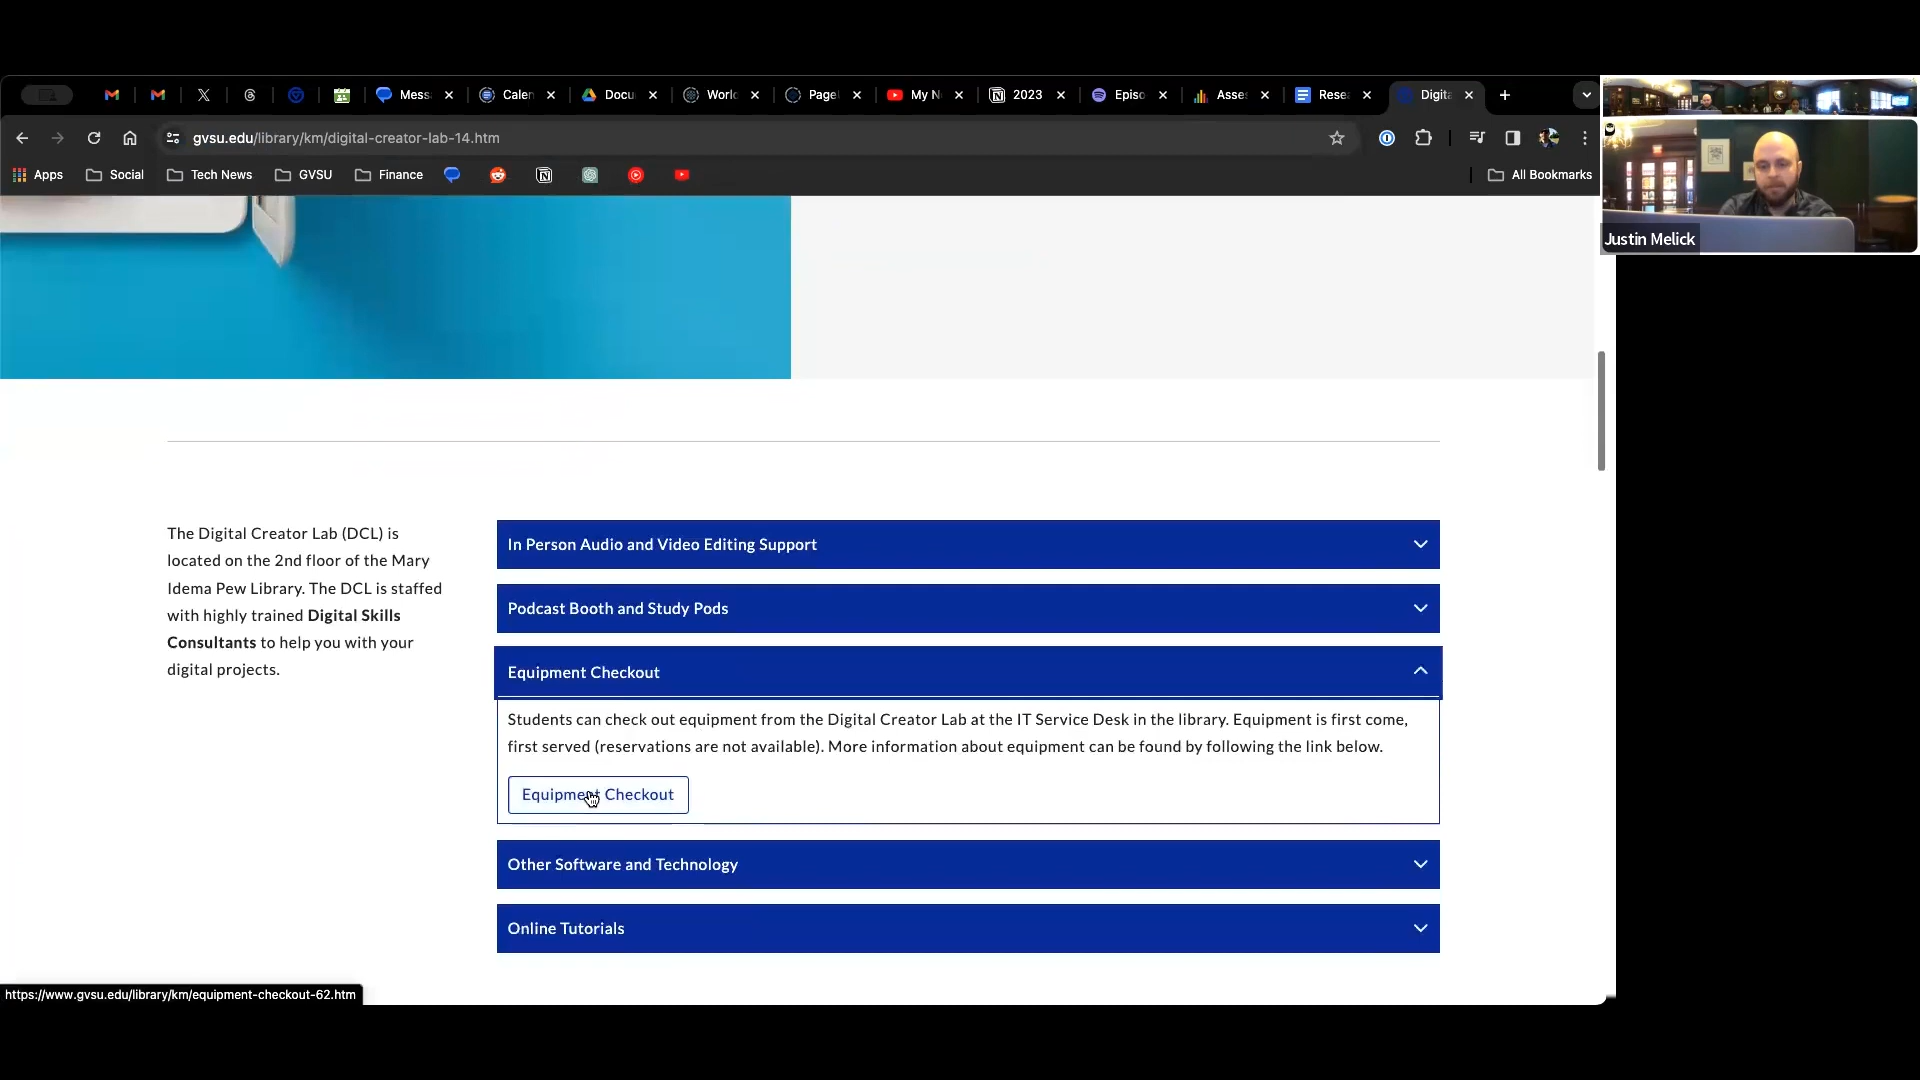 Mess
Calen
Docu
Worl
Page
My N
2023
Episo
Asses
Resea
Digita
gvsu.edu/library/km/digital-creator-lab-14.htm
Apps
Social
Tech News
GVSU
Finance
All Bookmarks
Justin Melick
The Digital Creator Lab (DCL) is
located on the 2nd floor of the Mary
Idema Pew Library. The DCL is staffed
with highly trained Digital Skills
Consultants to help you with your
digital projects.
In Person Audio and Video Editing Support
Podcast Booth and Study Pods
Equipment Checkout
Students can check out equipment from the Digital Creator Lab at the IT Service Desk in the library. Equipment is first come,
first served (reservations are not available). More information about equipment can be found by following the link below.
Equipment Checkout
Other Software and Technology
Online Tutorials
https://www.gvsu.edu/library/km/equipment-checkout-62.htm